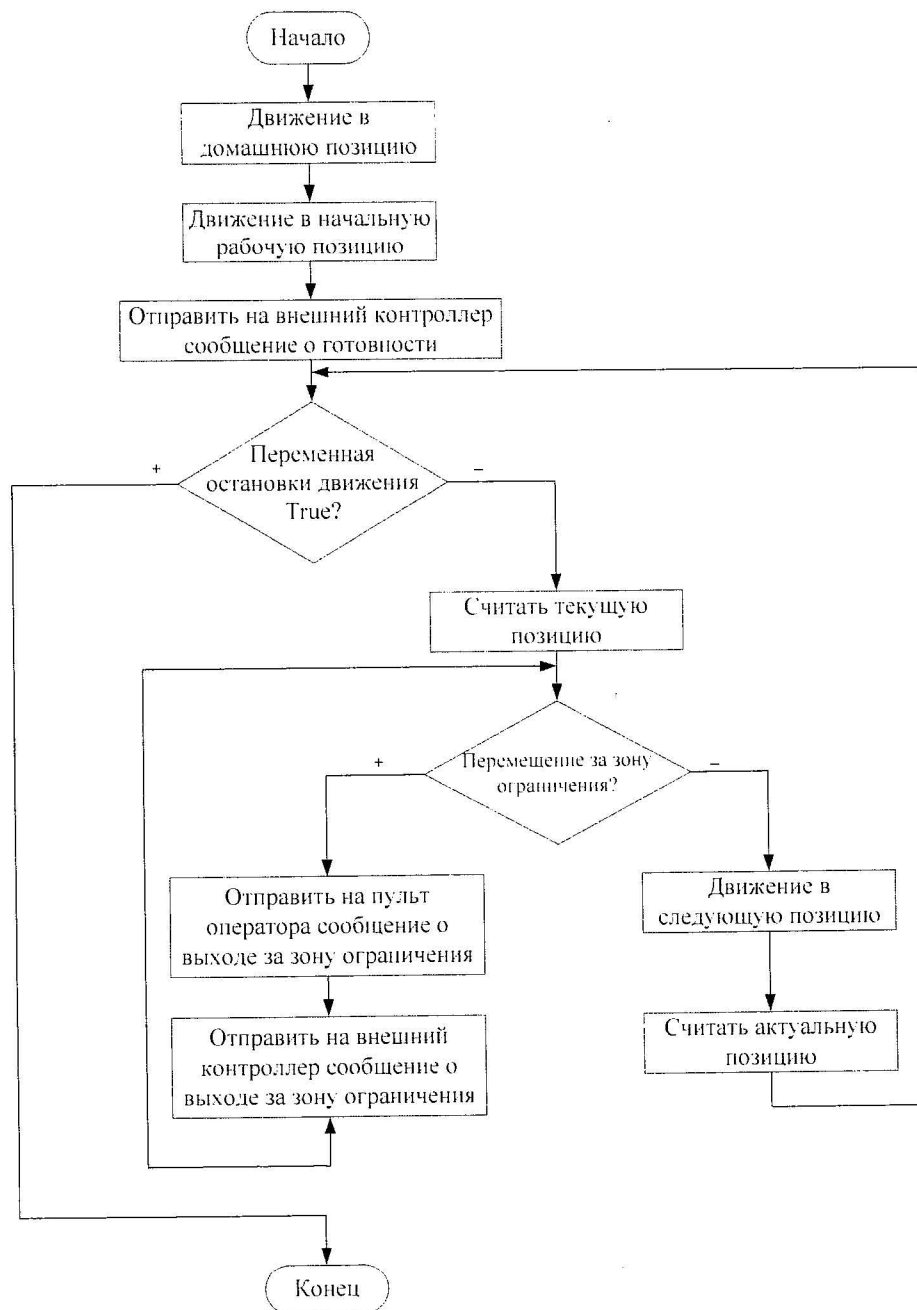 Начало
Движение в
домашнюю позицию
Движение в начальную
рабочую позицию
Отправить на внешний контроллер
сообщение о готовности
Переменная
остановки движения
True?
+
–
Считать текущую
позицию
Перемещение за зону
ограничения?
+
–
Отправить на пульт
оператора сообщение о
выходе за зону ограничения
Движение в
следующую позицию
Отправить на внешний
контроллер сообщение о
выходе за зону ограничения
Считать актуальную
позицию
Конец